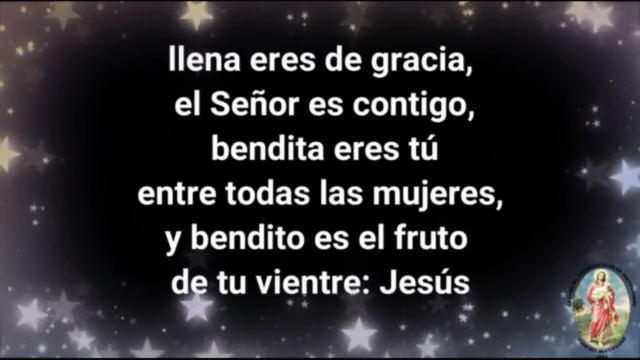 llena eres de gracia,
el Señor es contigo,
bendita eres tú
entre todas las mujeres,
y bendito es el fruto
de tu vientre: Jesús